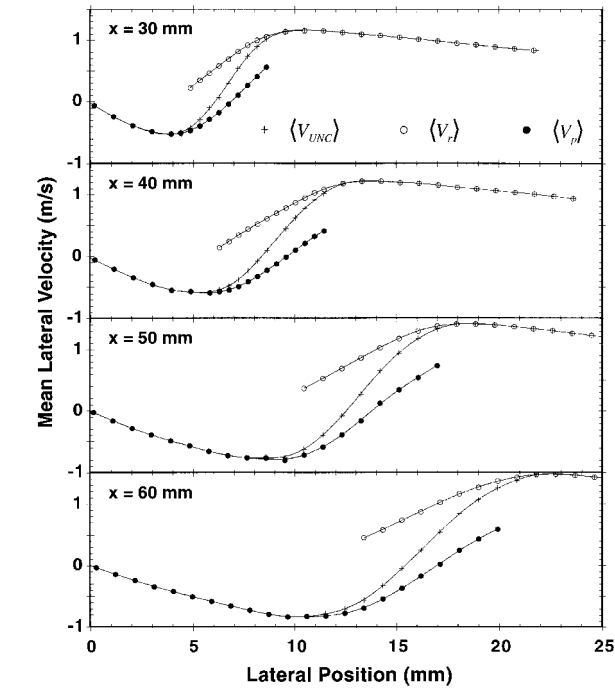 x = 30 mm
1
0
-1
+ ⟨V_UNC⟩ ○ ⟨V_r⟩ ● ⟨V_p⟩
x = 40 mm
1
0
-1
x = 50 mm
1
0
-1
x = 60 mm
1
0
-1
0 5 10 15 20 25
Lateral Position (mm)
Mean Lateral Velocity (m/s)